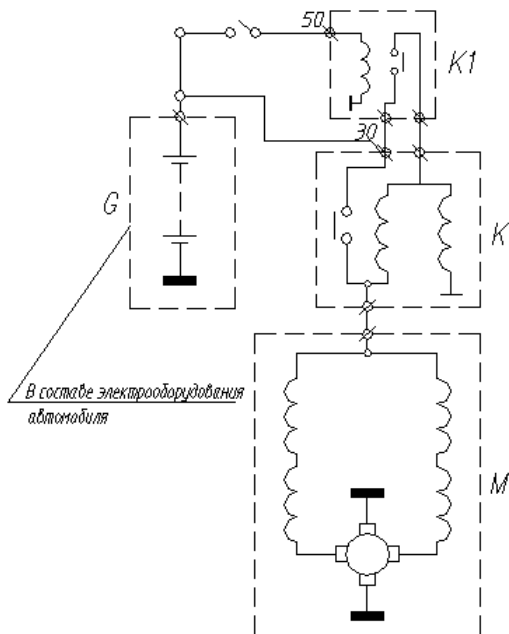 50
K1
30
G
K
В составе электрооборудования
автомобиля
M